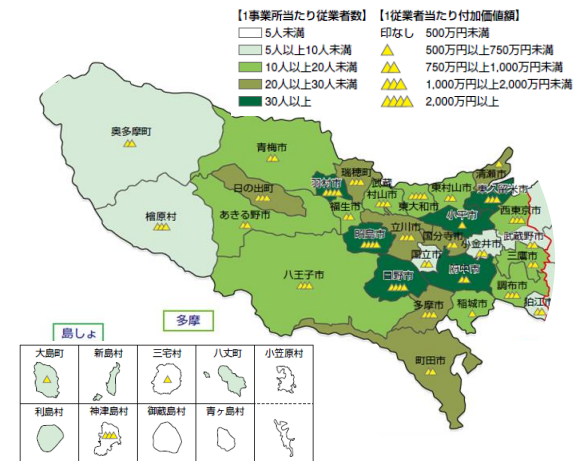 【1事業所当たり従業者数】 【1従業者当たり付加価値額】
5人未満 印なし 500万円未満
5人以上10人未満 500万円以上750万円未満
10人以上20人未満 750万円以上1,000万円未満
20人以上30人未満 1,000万円以上2,000万円未満
30人以上 2,000万円以上
奥多摩町
青梅市
瑞穂町
清瀬市
羽村市
武蔵
村山市
東村山市
東久留米市
日の出町
福生市
東大和市
小平市
西東京市
檜原村
あきる野市
昭島市
立川市
国分寺市
小金井市
武蔵野市
国立市
三鷹市
八王子市
日野市
府中市
調布市
多摩市
稲城市
狛江市
町田市
多摩
島しょ
大島町 新島村 三宅村 八丈町 小笠原村
利島村 神津島村 御蔵島村 青ヶ島村